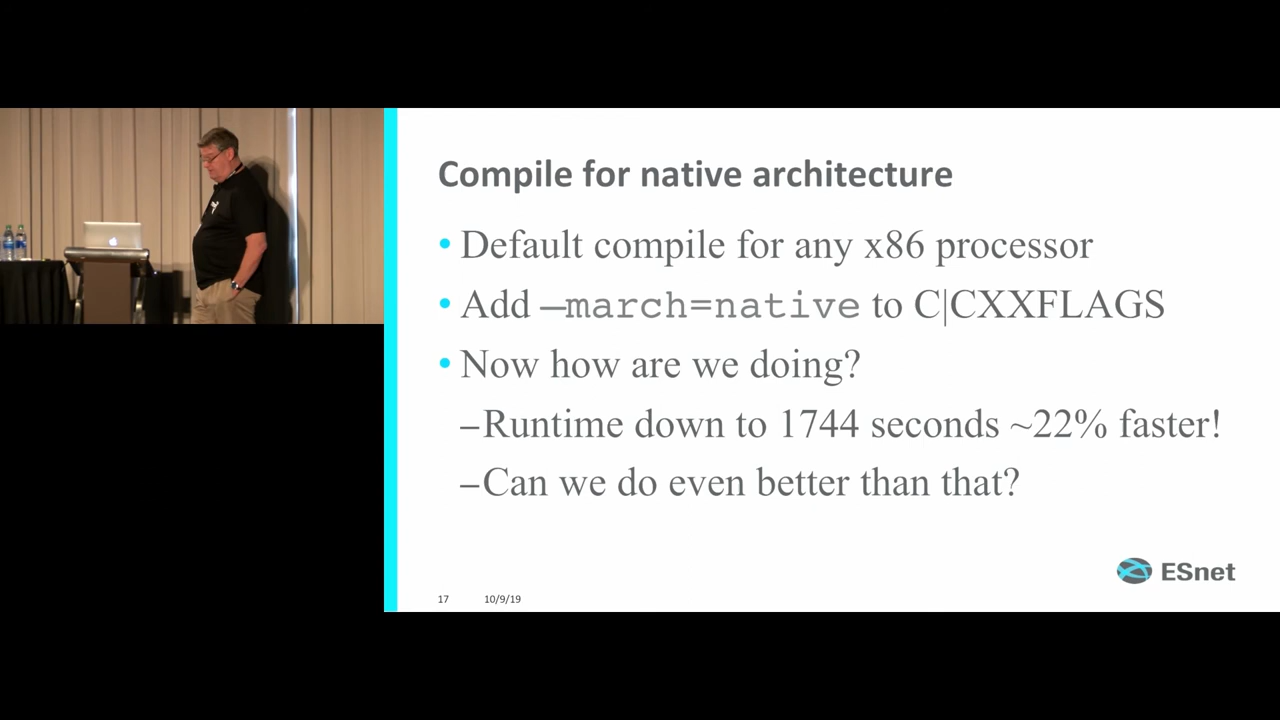 Compile for native architecture
• Default compile for any x86 processor
• Add –march=native to C|CXXFLAGS
• Now how are we doing?
–Runtime down to 1744 seconds ~22% faster!
–Can we do even better than that?
ESnet
17 10/9/19